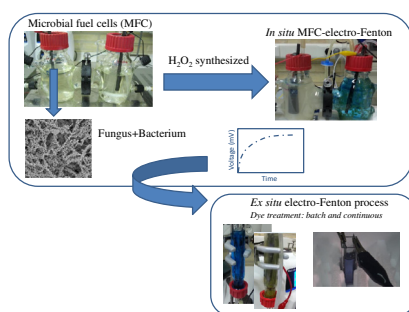 Microbial fuel cells (MFC)
In situ MFC-electro-Fenton
H₂O₂ synthesized
Fungus+Bacterium
Voltage (mV)
Time
Ex situ electro-Fenton process
Dye treatment: batch and continuous